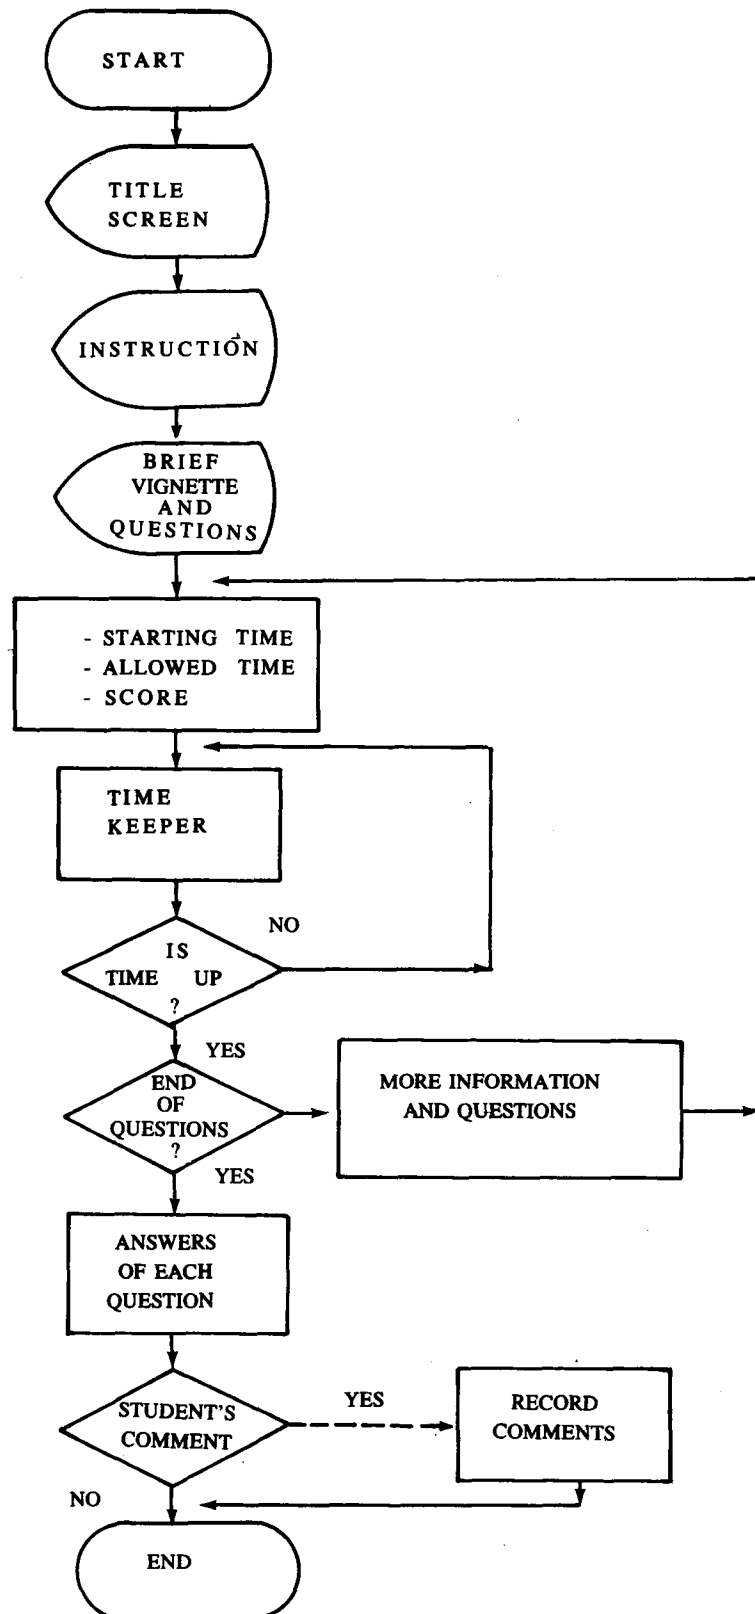 START
TITLE
SCREEN
INSTRUCTION
BRIEF
VIGNETTE
AND
QUESTIONS
- STARTING TIME
- ALLOWED TIME
- SCORE
TIME
KEEPER
NO
IS
TIME UP
?
YES
END
OF
QUESTIONS
?
MORE INFORMATION
AND QUESTIONS
YES
ANSWERS
OF EACH
QUESTION
STUDENT'S
COMMENT
YES
RECORD
COMMENTS
NO
END